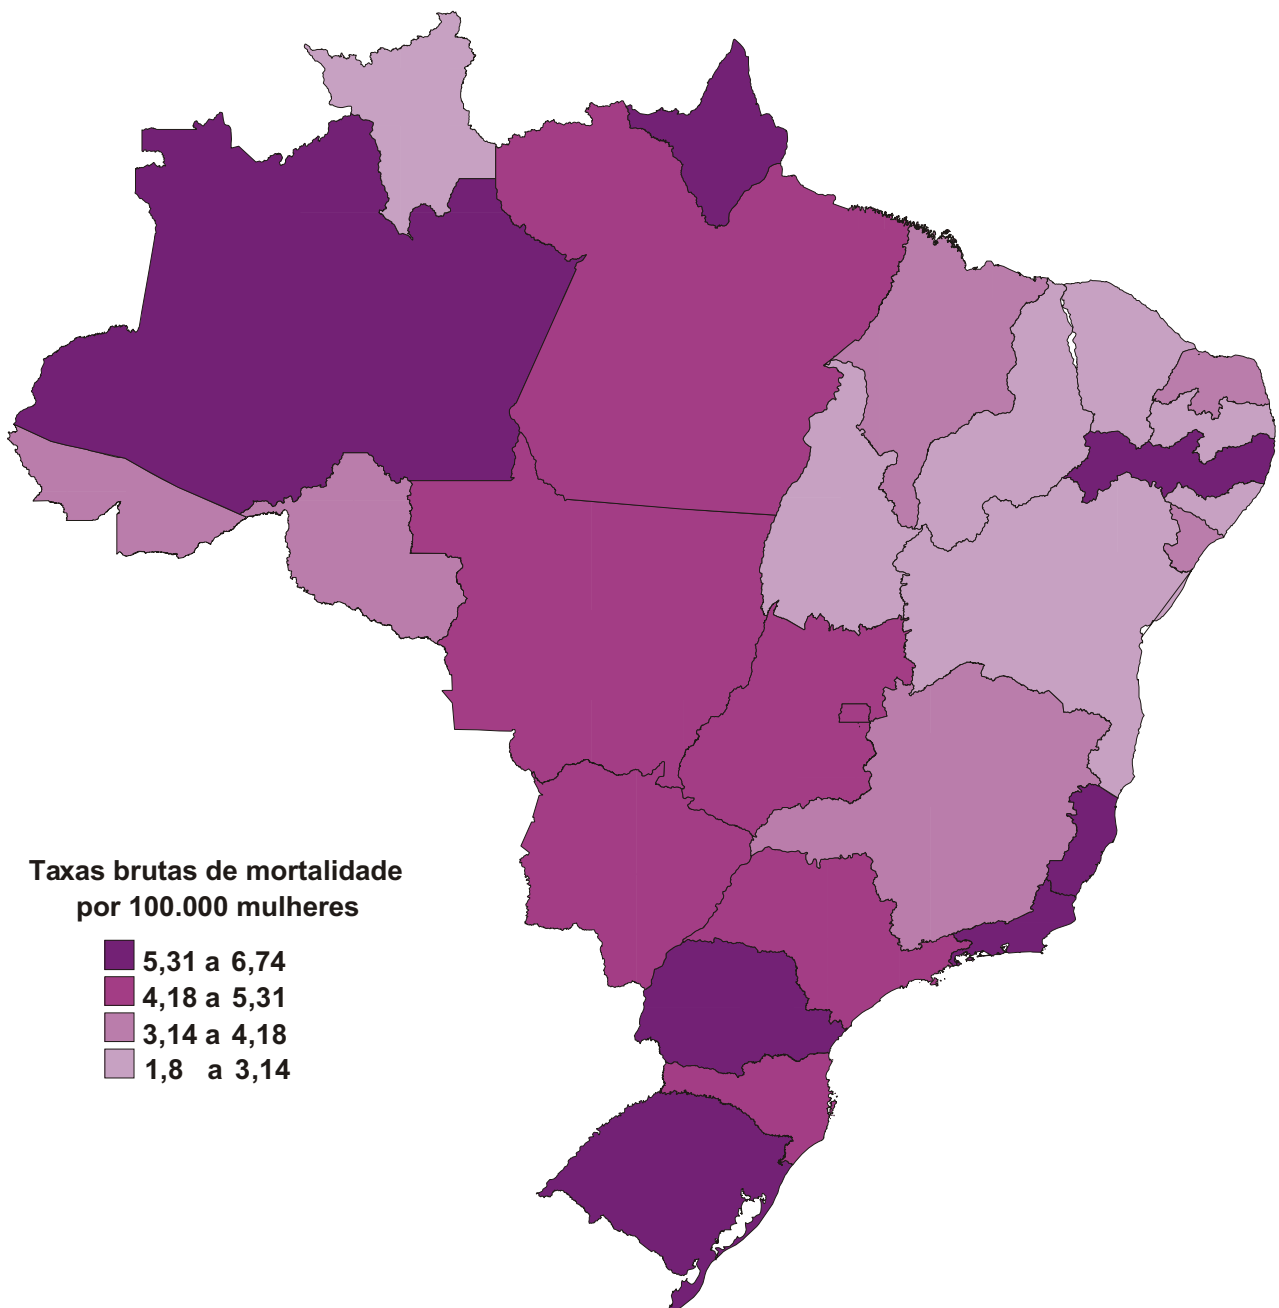 Taxas brutas de mortalidade
por 100.000 mulheres
5,31 a 6,74
4,18 a 5,31
3,14 a 4,18
1,8 a 3,14